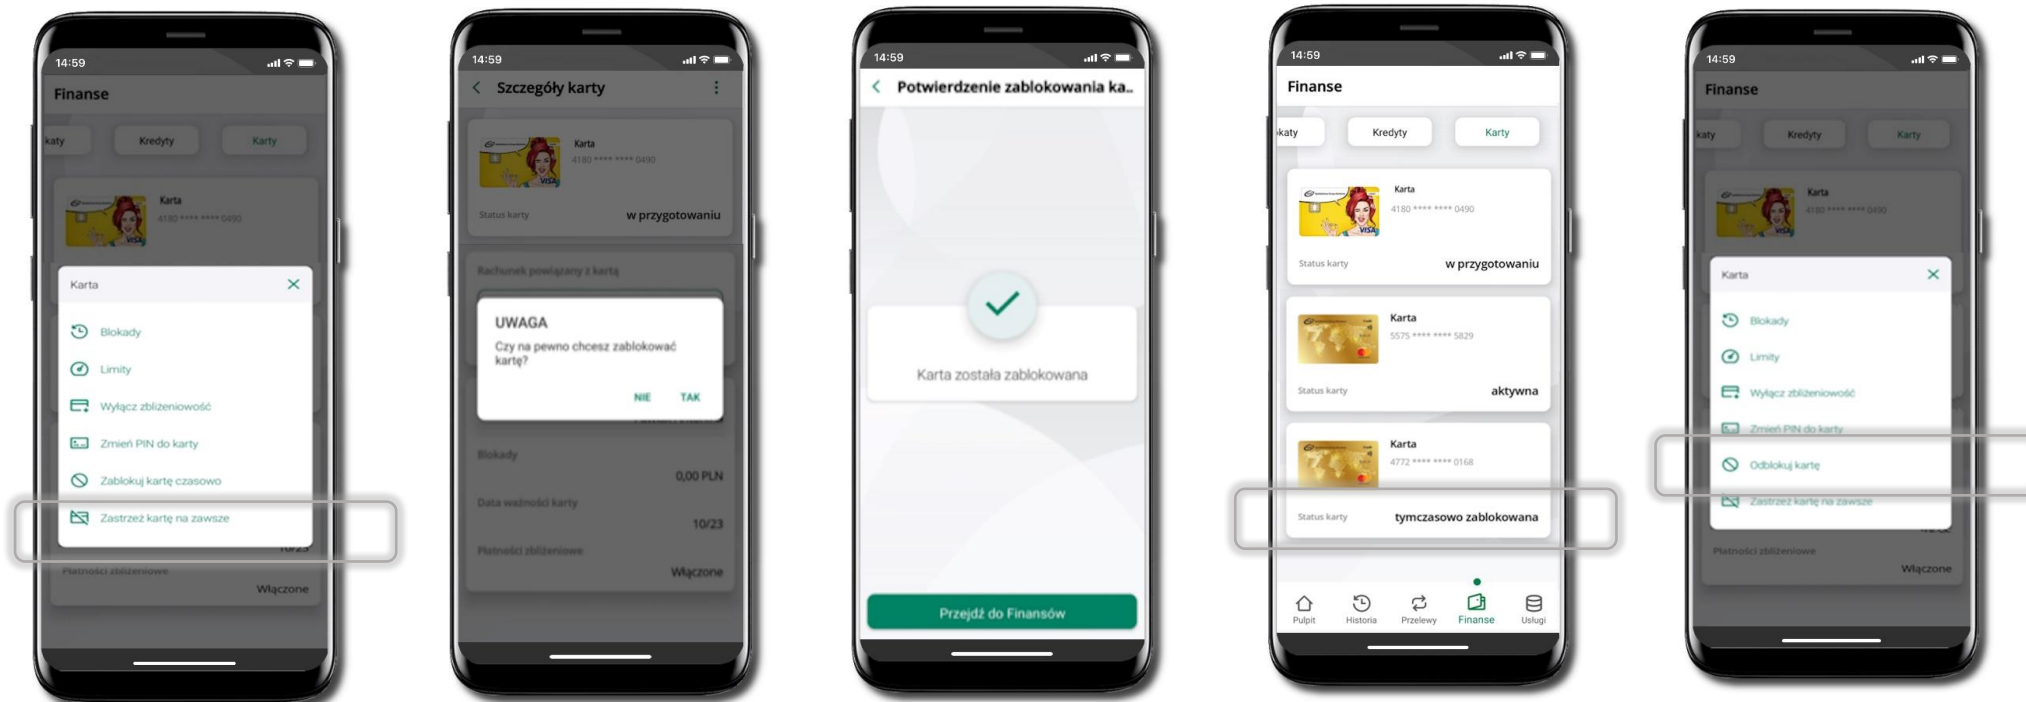 14:59
Finanse
katy
Kredyty
Karty
Karta
4180 **** **** 0490
VISA
Karta
Blokady
Limity
Wyłącz zbliżeniowość
Zmień PIN do karty
Zablokuj kartę czasowo
Zastrzeż kartę na zawsze
10/23
Płatności zbliżeniowe
Włączone
14:59
Szczegóły karty
Karta
4180 **** **** 0490
VISA
Status karty
w przygotowaniu
Rachunek powiązany z kartą
UWAGA
Czy na pewno chcesz zablokować
kartę?
NIE TAK
Blokady
0,00 PLN
Data ważności karty
10/23
Płatności zbliżeniowe
Włączone
14:59
Potwierdzenie zablokowania ka..
Karta została zablokowana
Przejdź do Finansów
14:59
Finanse
katy
Kredyty
Karty
Karta
4180 **** **** 0490
VISA
Status karty
w przygotowaniu
Karta
5575 **** **** 5829
Status karty
aktywna
Karta
4772 **** **** 0168
Status karty
tymczasowo zablokowana
Pulpit
Historia
Przelewy
Finanse
Usługi
14:59
Finanse
katy
Kredyty
Karty
Karta
4180 **** **** 0490
VISA
Karta
Blokady
Limity
Wyłącz zbliżeniowość
Zmień PIN do karty
Odblokuj kartę
Zastrzeż kartę na zawsze
Płatności zbliżeniowe
Włączone